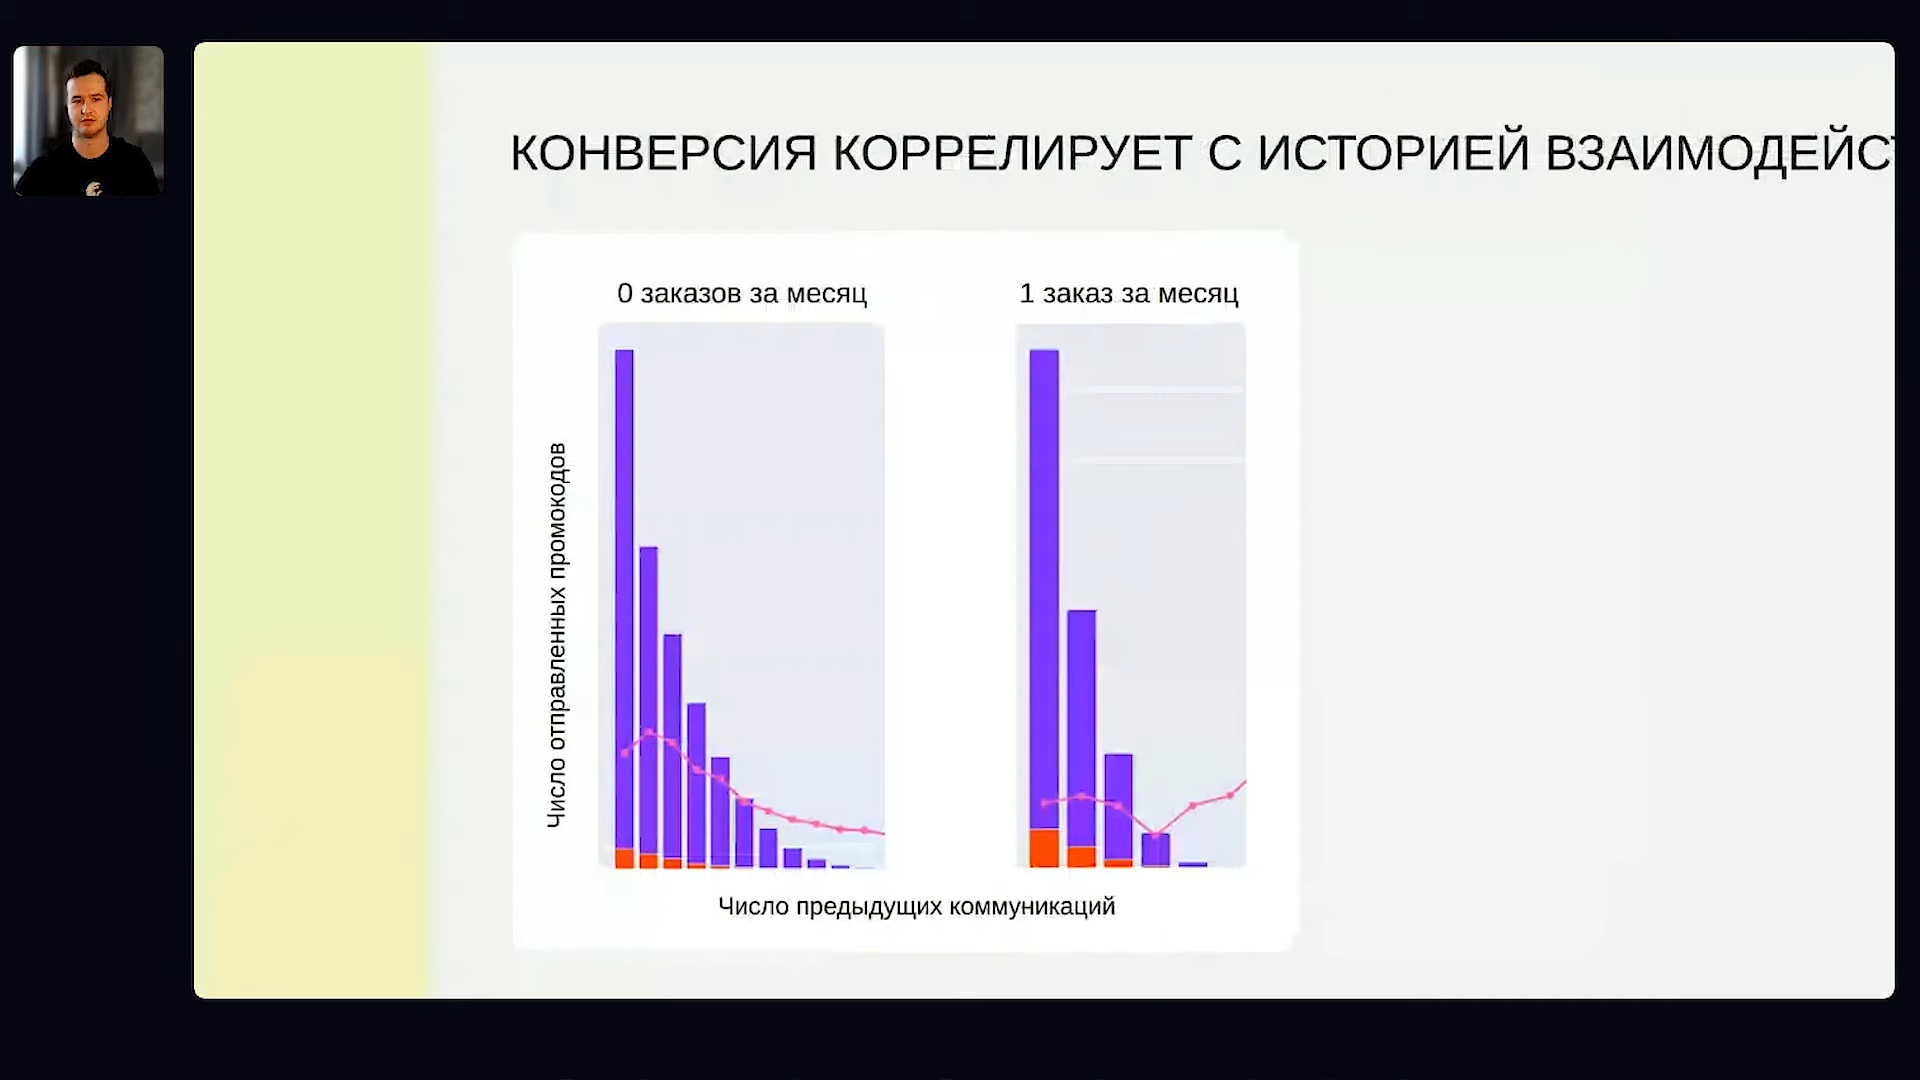 КОНВЕРСИЯ КОРРЕЛИРУЕТ С ИСТОРИЕЙ ВЗАИМОДЕЙС
0 заказов за месяц
1 заказ за месяц
Число отправленных промокодов
Число предыдущих коммуникаций